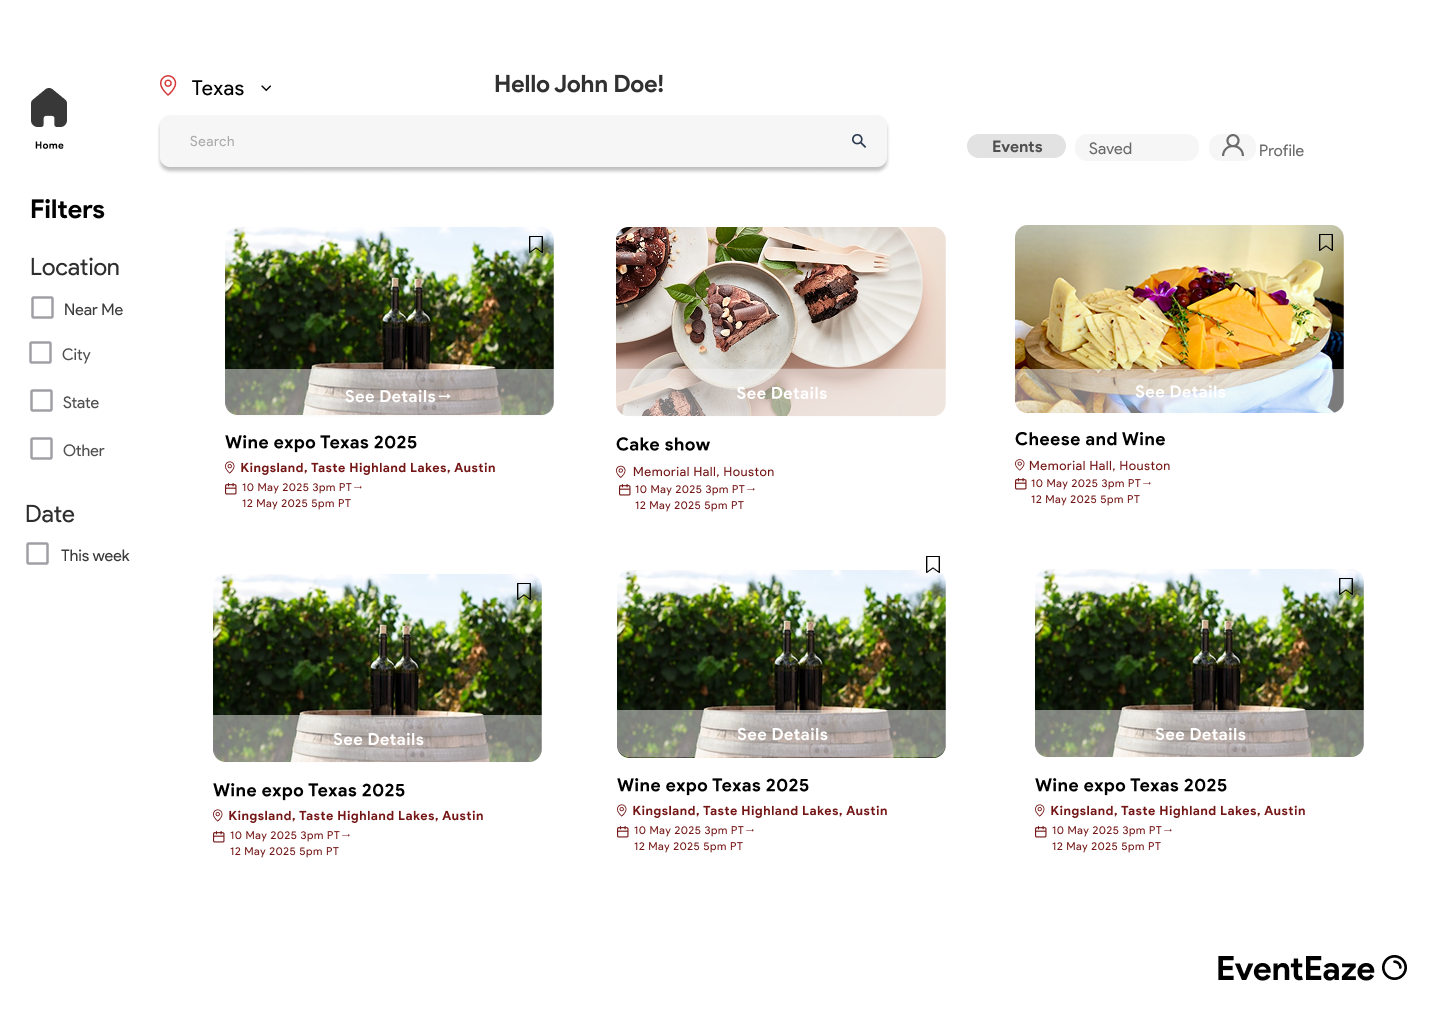 Texas
Hello John Doe!
Home
Search
Events
Saved
Profile
Filters
Location
Near Me
City
State
Other
Date
This week
See Details→
Wine expo Texas 2025
Kingsland, Taste Highland Lakes, Austin
10 May 2025 3pm PT→
12 May 2025 5pm PT
See Details
Cake show
Memorial Hall, Houston
10 May 2025 3pm PT→
12 May 2025 5pm PT
See Details
Cheese and Wine
Memorial Hall, Houston
10 May 2025 3pm PT→
12 May 2025 5pm PT
See Details
Wine expo Texas 2025
Kingsland, Taste Highland Lakes, Austin
10 May 2025 3pm PT→
12 May 2025 5pm PT
See Details
Wine expo Texas 2025
Kingsland, Taste Highland Lakes, Austin
10 May 2025 3pm PT→
12 May 2025 5pm PT
See Details
Wine expo Texas 2025
Kingsland, Taste Highland Lakes, Austin
10 May 2025 3pm PT→
12 May 2025 5pm PT
EventEaze